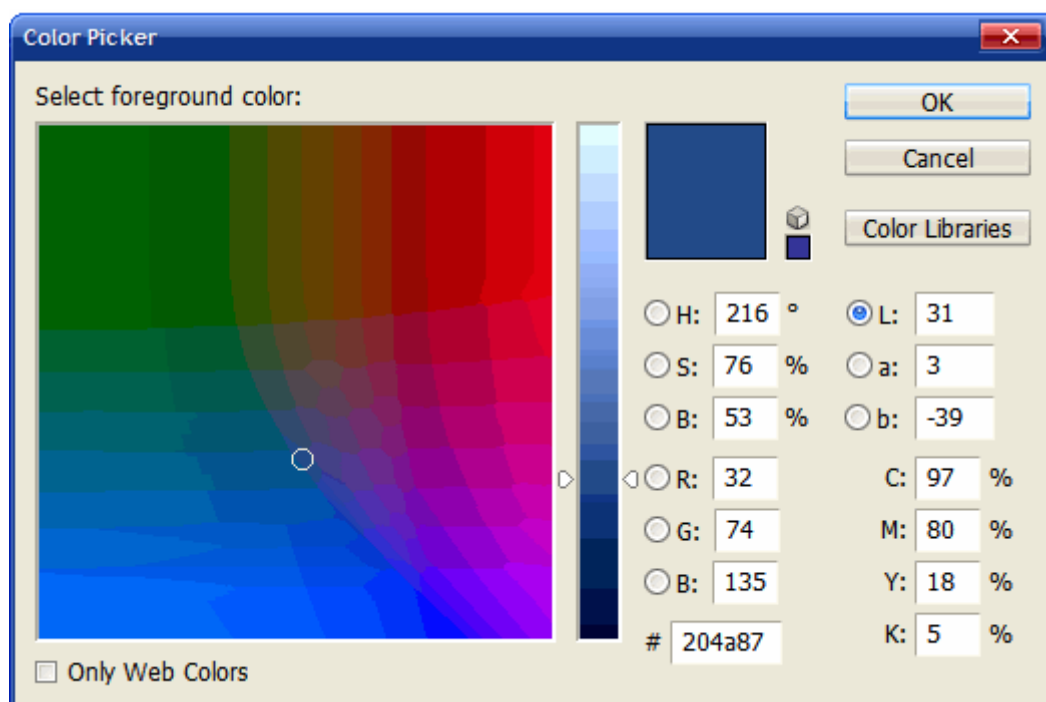 Color Picker
Select foreground color:
OK
Cancel
Color Libraries
H: 216 °
L: 31
S: 76 %
a: 3
B: 53 %
b: -39
R: 32
C: 97 %
G: 74
M: 80 %
B: 135
Y: 18 %
# 204a87
K: 5 %
Only Web Colors